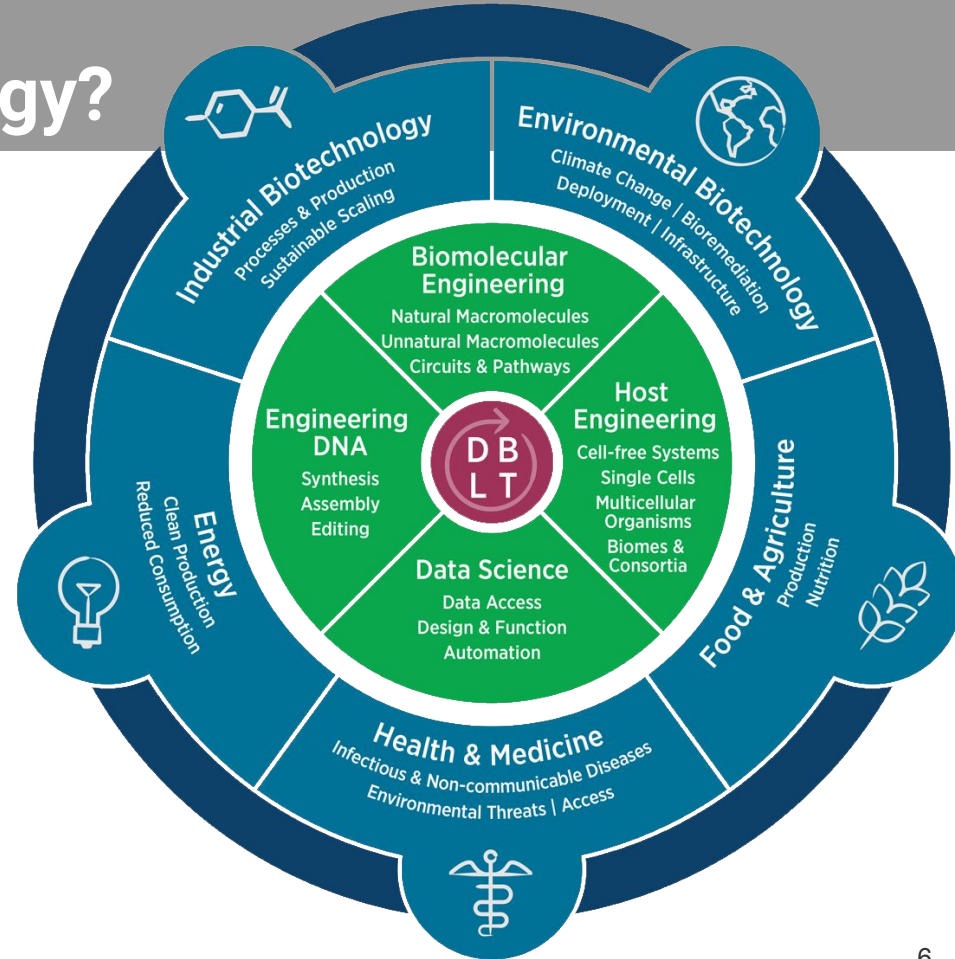 gy?
Industrial Biotechnology
Processes & Production
Sustainable Scaling
Environmental Biotechnology
Climate Change | Bioremediation
Deployment | Infrastructure
Biomolecular
Engineering
Natural Macromolecules
Unnatural Macromolecules
Circuits & Pathways
Engineering
DNA
Synthesis
Assembly
Editing
D B
L T
Host
Engineering
Cell-free Systems
Single Cells
Multicellular
Organisms
Biomes &
Consortia
Data Science
Data Access
Design & Function
Automation
Energy
Clean Production
Reduced Consumption
Food & Agriculture
Production
Nutrition
Health & Medicine
Infectious & Non-communicable Diseases
Environmental Threats | Access
6